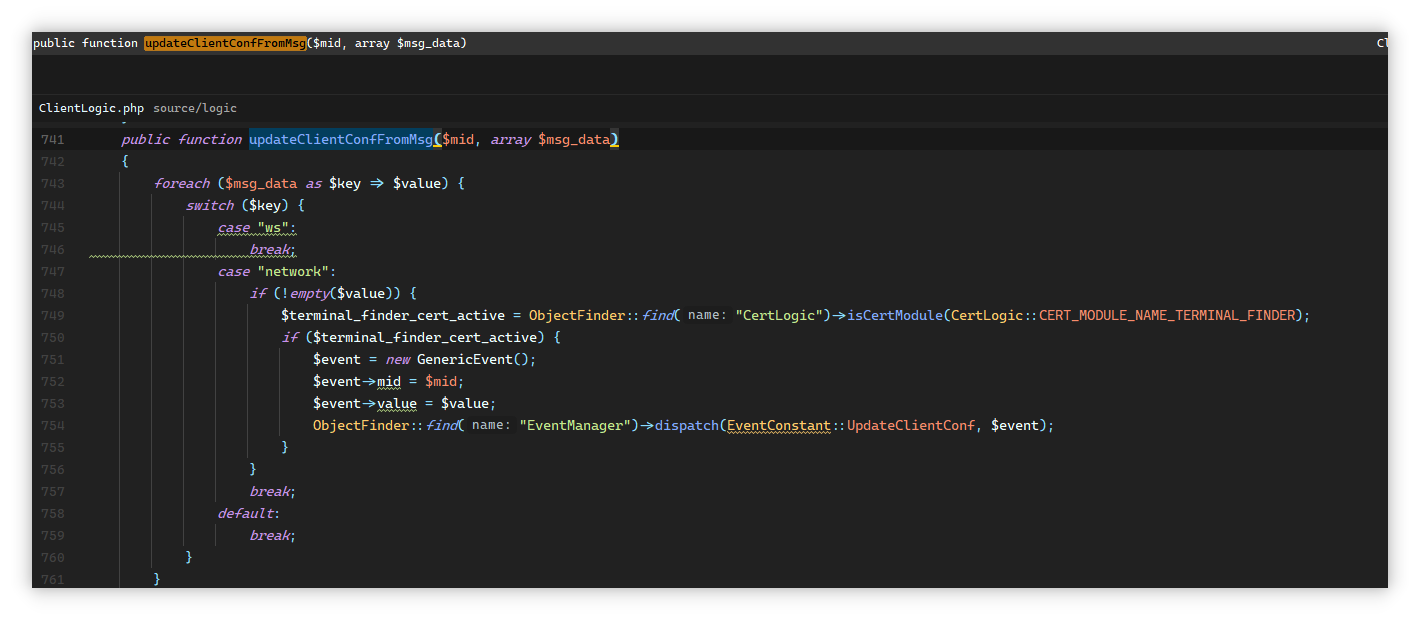 public function updateClientConfFromMsg($mid, array $msg_data)
ClientLogic.php source/logic
741 public function updateClientConfFromMsg($mid, array $msg_data)
742 {
743 foreach ($msg_data as $key => $value) {
744 switch ($key) {
745 case "ws":
746 break;
747 case "network":
748 if (!empty($value)) {
749 $terminal_finder_cert_active = ObjectFinder::find( name: "CertLogic")->isCertModule(CertLogic::CERT_MODULE_NAME_TERMINAL_FINDER);
750 if ($terminal_finder_cert_active) {
751 $event = new GenericEvent();
752 $event->mid = $mid;
753 $event->value = $value;
754 ObjectFinder::find( name: "EventManager")->dispatch(EventConstant::UpdateClientConf, $event);
755 }
756 }
757 break;
758 default:
759 break;
760 }
761 }